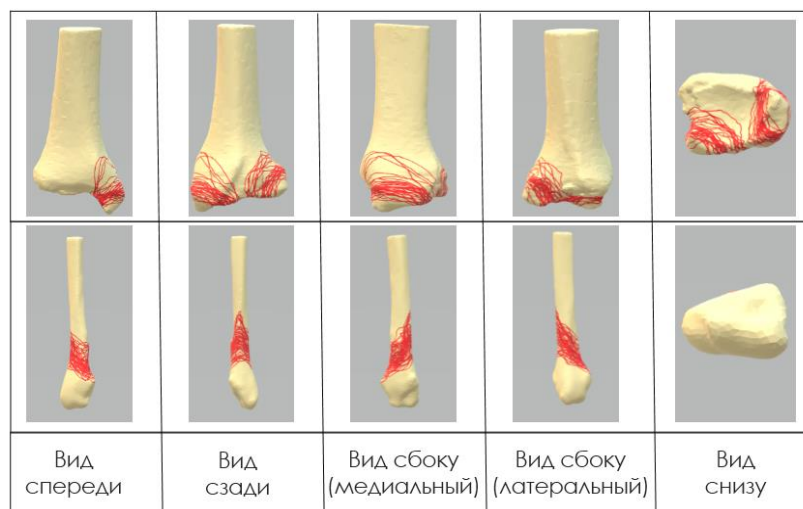 Вид
спереди
Вид
сзади
Вид сбоку
(медиальный)
Вид сбоку
(латеральный)
Вид
снизу